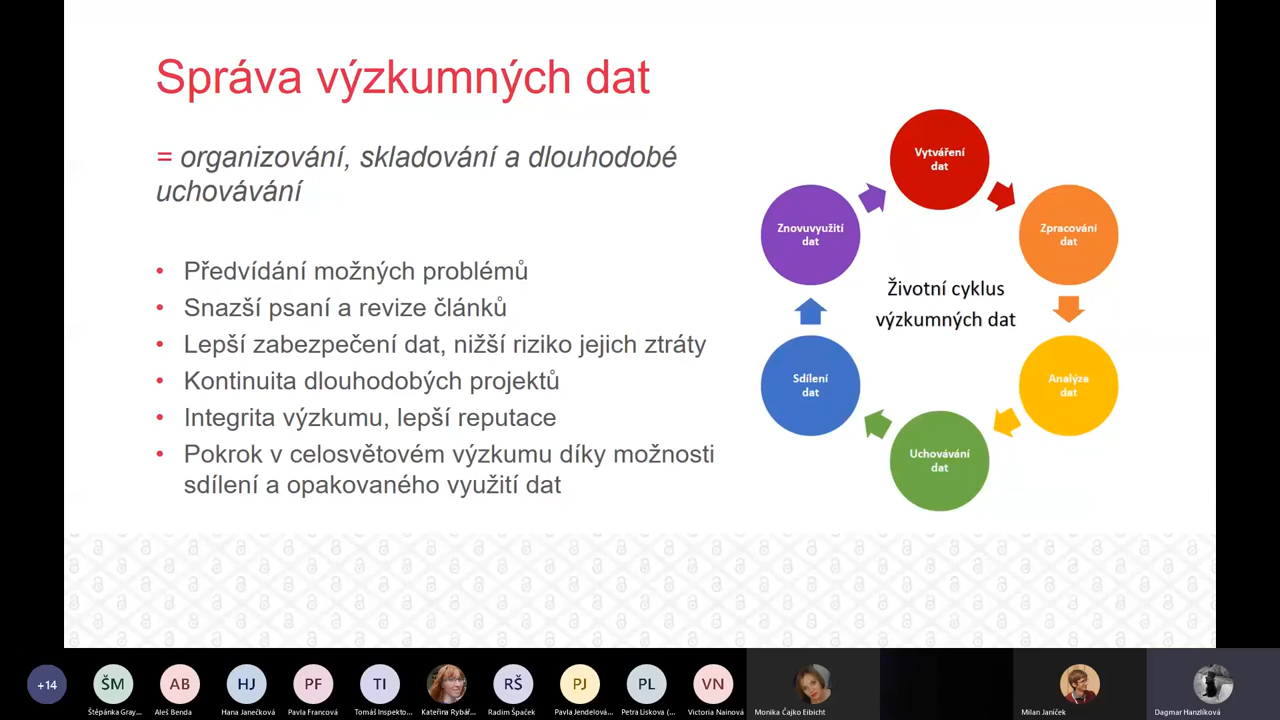 Správa výzkumných dat
= organizování, skladování a dlouhodobé
uchovávání
• Předvídání možných problémů
• Snazší psaní a revize článků
• Lepší zabezpečení dat, nižší riziko jejich ztráty
• Kontinuita dlouhodobých projektů
• Integrita výzkumu, lepší reputace
• Pokrok v celosvětovém výzkumu díky možnosti
sdílení a opakovaného využití dat
Vytváření
dat
Zpracování
dat
Analýza
dat
Uchovávání
dat
Sdílení
dat
Znovuvyužití
dat
Životní cyklus
výzkumných dat
+14
ŠM
AB
HJ
PF
TI
RŠ
PJ
PL
VN
Štěpánka Gray...
Aleš Benda
Hana Janečková
Pavla Francová
Tomáš Inspekto...
Kateřina Rybář...
Radim Špaček
Pavla Jendelová...
Petra Liskova (...
Victoria Nainová
Monika Čajko Eibicht
Milan Janíček
Dagmar Hanzlíková